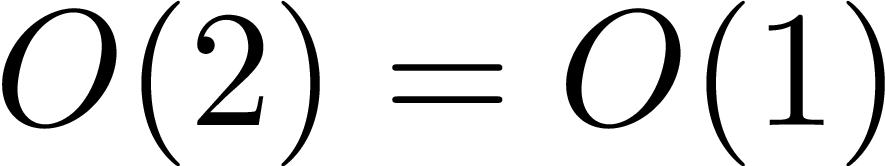 O(2) = O(1)